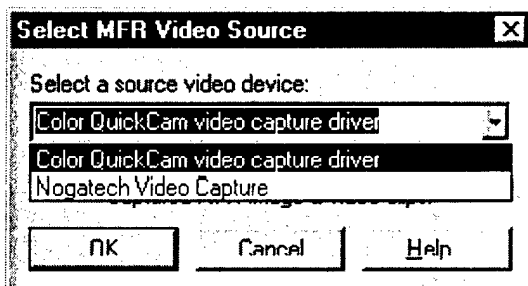 Select MFR Video Source
Select a source video device:
Color QuickCam video capture driver
Color QuickCam video capture driver
Nogatech Video Capture
OK Cancel Help